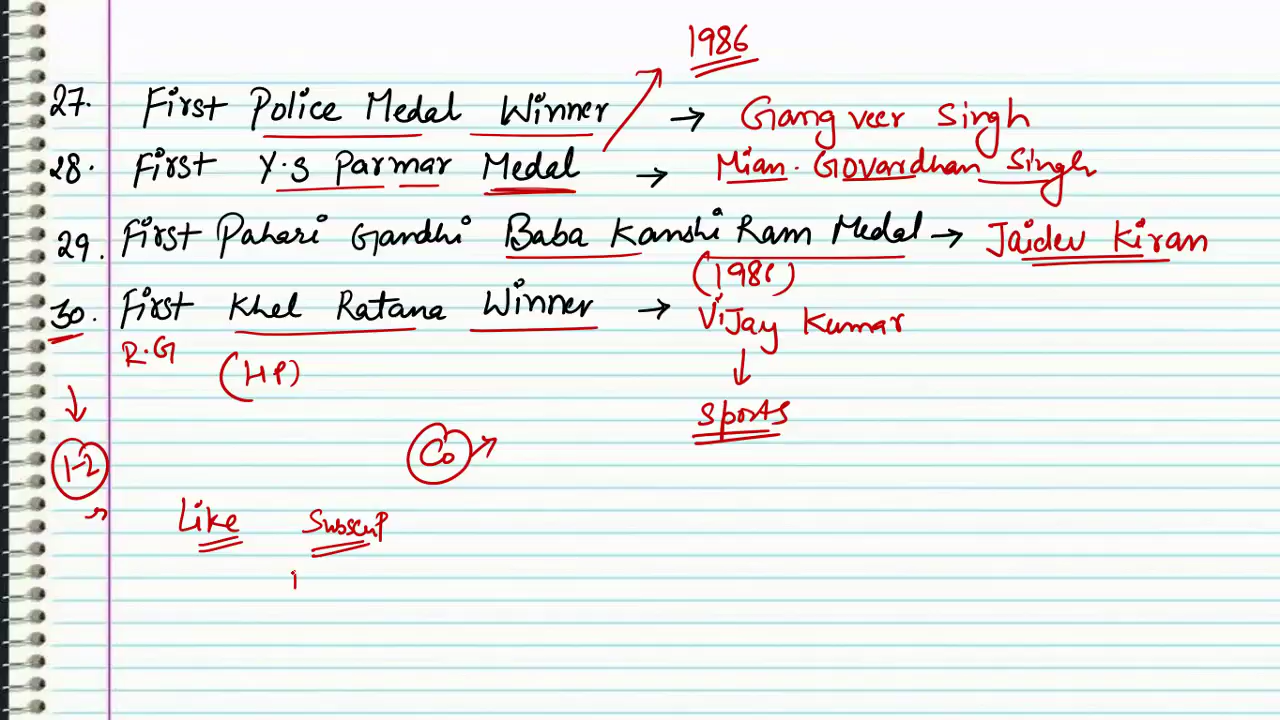 1986
27. First Police Medal Winner → Gang veer Singh
28. First Y.S Parmar Medal → Mian. Govardhan Singh
29. First Pahari Gandhi Baba Kanshi Ram Medal → Jaidev Kiran
(1986)
30. First Khel Ratana Winner → Vijay Kumar
R.G (HP)
Sports
Co →
1-2
Like Subscrip